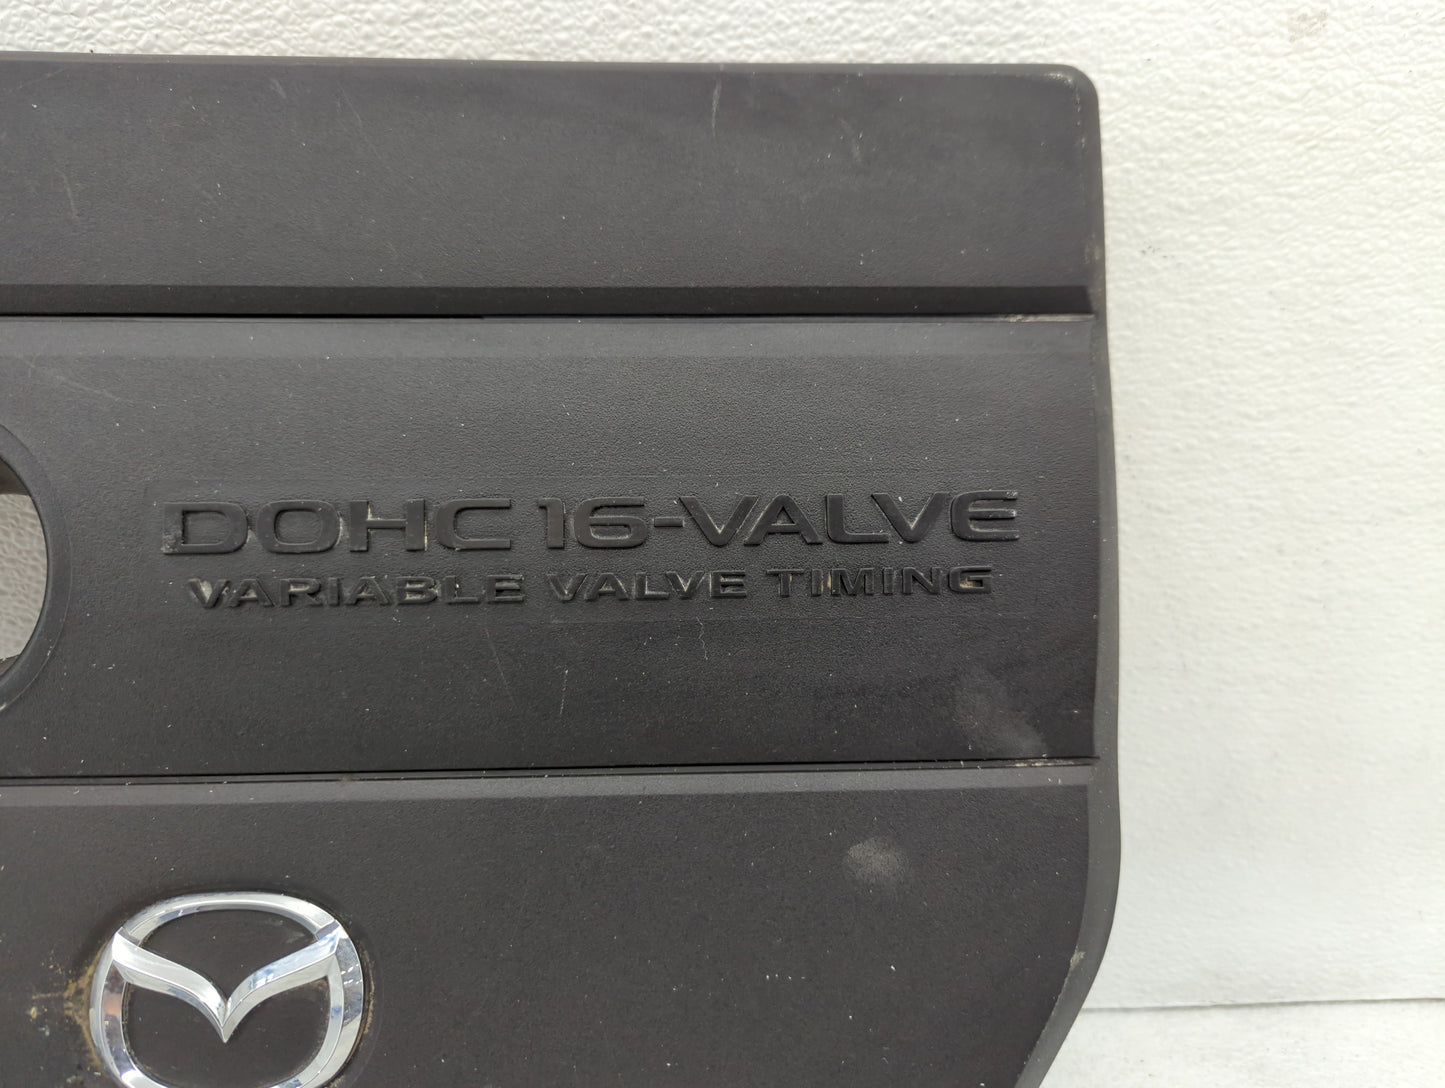 DOHC 16-VALVE
VARIABLE VALVE TIMING